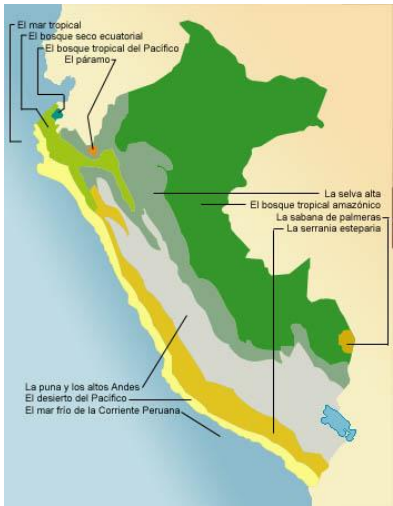 El mar tropical
El bosque seco ecuatorial
El bosque tropical del Pacífico
El páramo
La selva alta
El bosque tropical amazónico
La sabana de palmeras
La serrania esteparia
La puna y los altos Andes
El desierto del Pacífico
El mar frío de la Corriente Peruana